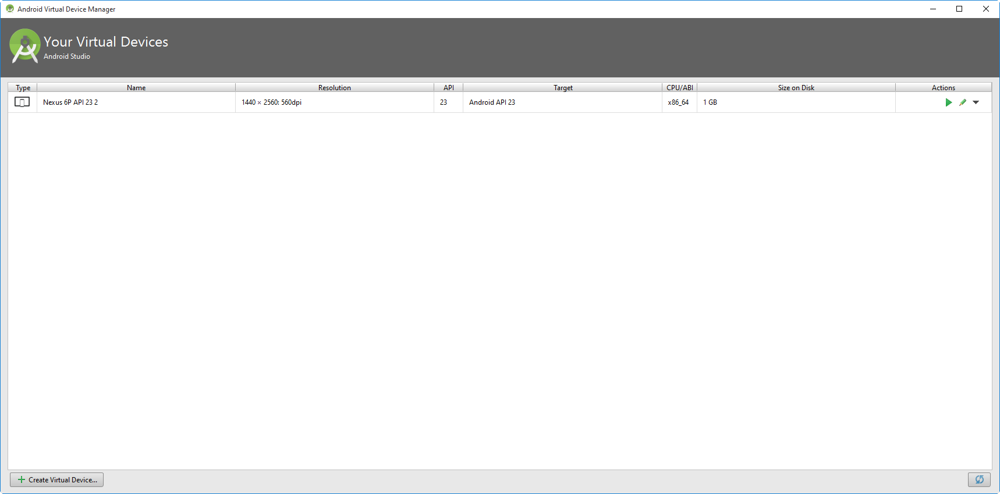 Android Virtual Device Manager
Your Virtual Devices
Android Studio
Type Name Resolution API Target CPU/ABI Size on Disk Actions
Nexus 6P API 23 2 1440 × 2560: 560dpi 23 Android API 23 x86_64 1 GB
Create Virtual Device...